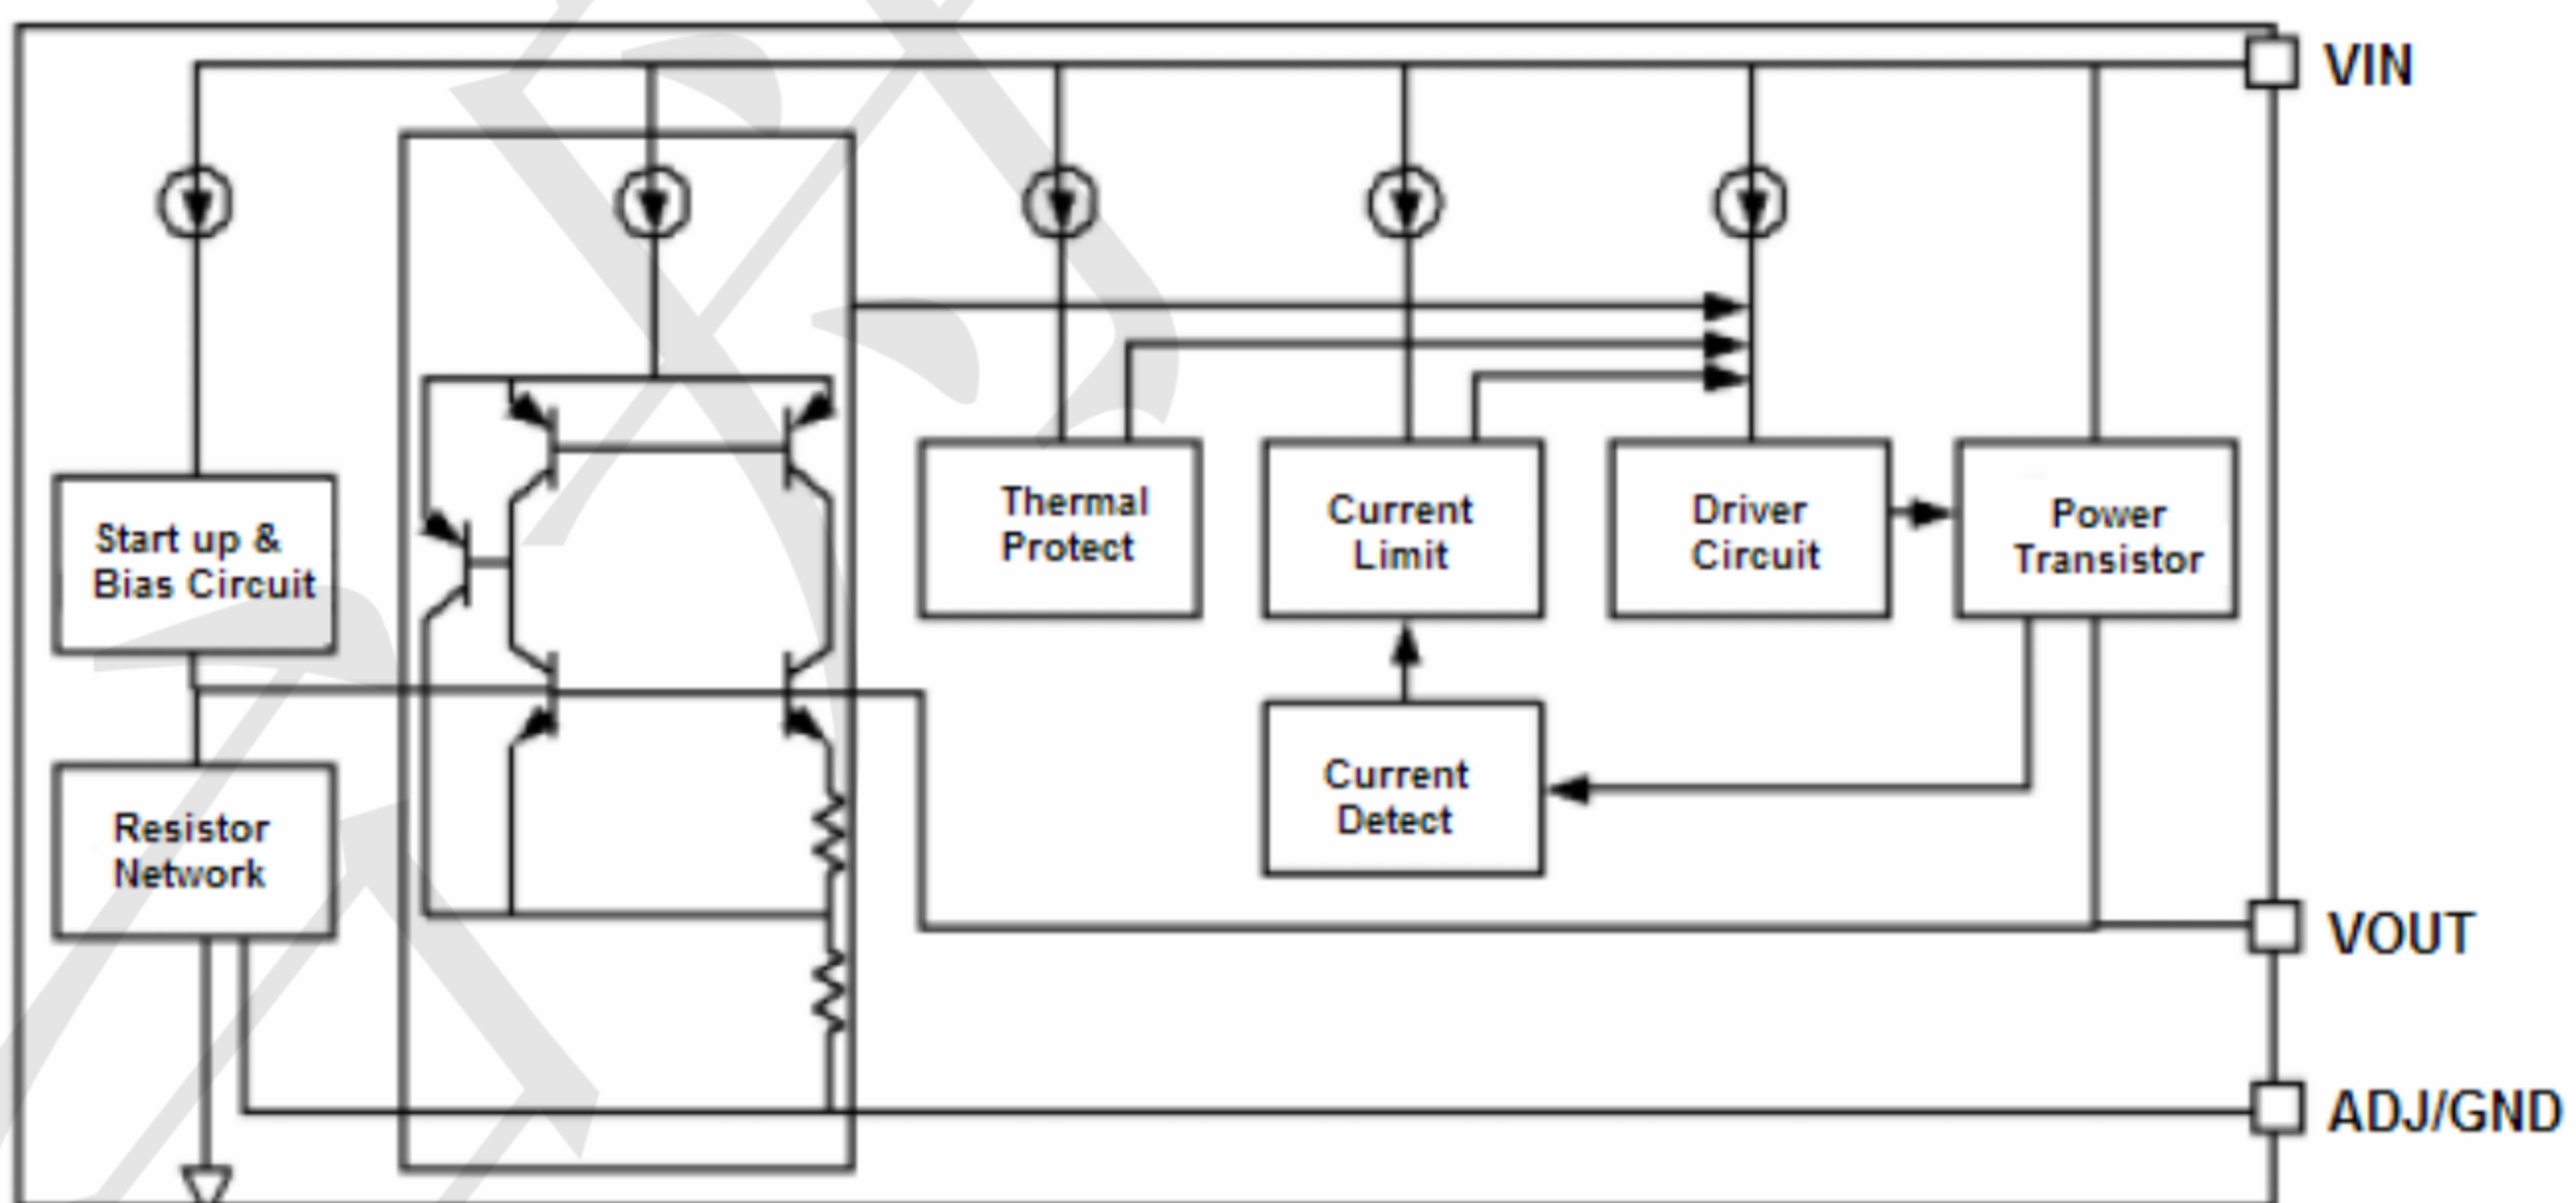 VIN
Thermal
Protect
Current
Limit
Driver
Circuit
Power
Transistor
Start up &
Bias Circuit
Current
Detect
Resistor
Network
VOUT
ADJ/GND